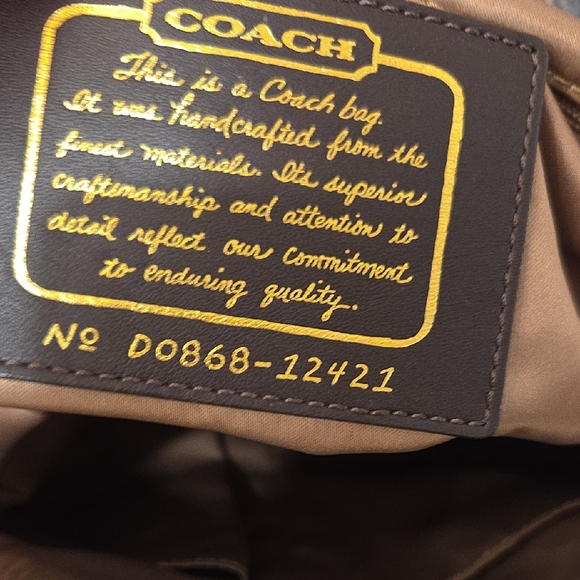 COACH
This is a Coach bag.
It was handcrafted from the
finest materials. Its superior
craftsmanship and attention to
detail reflect our commitment
to enduring quality.
Nº D0868-12421